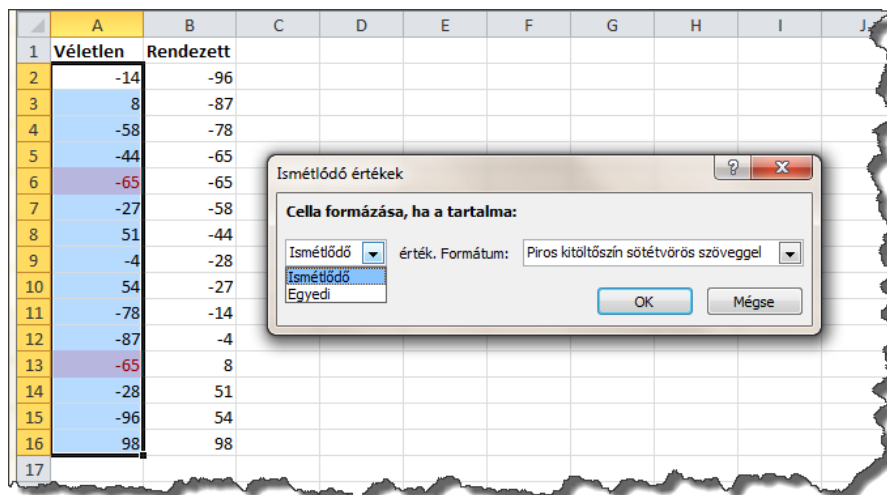 A B C D E F G H I J
1 Véletlen Rendezett
2 -14 -96
3 8 -87
4 -58 -78
5 -44 -65
6 -65 -65
7 -27 -58
8 51 -44
9 -4 -28
10 54 -27
11 -78 -14
12 -87 -4
13 -65 8
14 -28 51
15 -96 54
16 98 98
17
Ismétlődő értékek
Cella formázása, ha a tartalma:
Ismétlődő érték. Formátum: Piros kitöltőszín sötétvörös szöveggel
Ismétlődő
Egyedi
OK Mégse